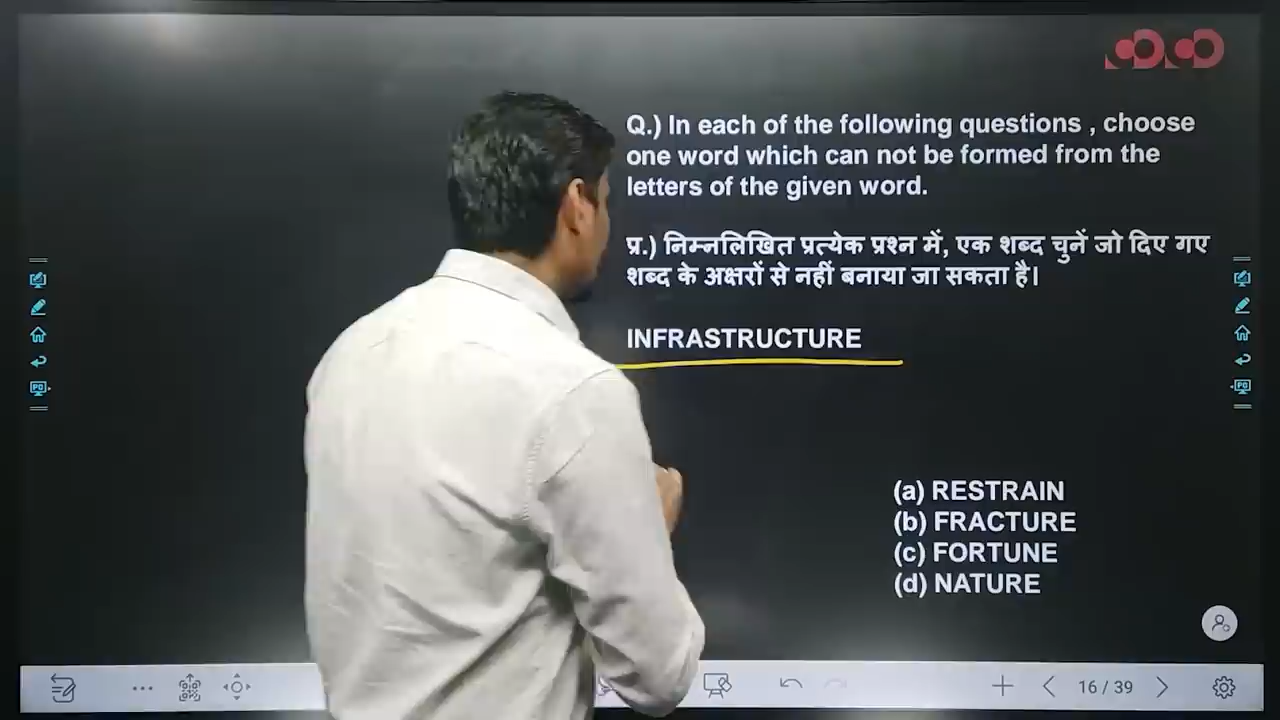 Q.) In each of the following questions , choose
one word which can not be formed from the
letters of the given word.
प्र.) निम्नलिखित प्रत्येक प्रश्न में, एक शब्द चुनें जो दिए गए
शब्द के अक्षरों से नहीं बनाया जा सकता है।
INFRASTRUCTURE
(a) RESTRAIN
(b) FRACTURE
(c) FORTUNE
(d) NATURE
16 / 39